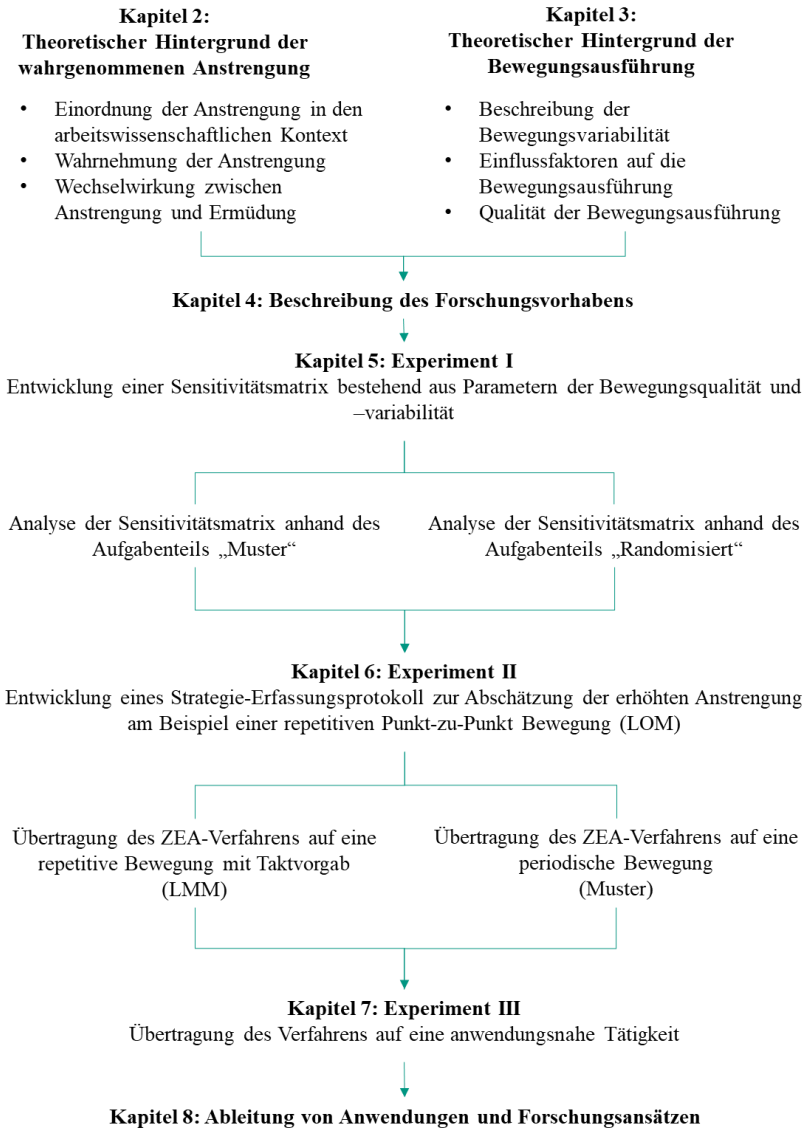 Kapitel 2:
Theoretischer Hintergrund der
wahrgenommenen Anstrengung
• Einordnung der Anstrengung in den
arbeitswissenschaftlichen Kontext
• Wahrnehmung der Anstrengung
• Wechselwirkung zwischen
Anstrengung und Ermüdung
Kapitel 3:
Theoretischer Hintergrund der
Bewegungsausführung
• Beschreibung der
Bewegungsvariabilität
• Einflussfaktoren auf die
Bewegungsausführung
• Qualität der Bewegungsausführung
Kapitel 4: Beschreibung des Forschungsvorhabens
Kapitel 5: Experiment I
Entwicklung einer Sensitivitätsmatrix bestehend aus Parametern der Bewegungsqualität und
–variabilität
Analyse der Sensitivitätsmatrix anhand des
Aufgabenteils „Muster“
Analyse der Sensitivitätsmatrix anhand des
Aufgabenteils „Randomisiert“
Kapitel 6: Experiment II
Entwicklung eines Strategie-Erfassungsprotokoll zur Abschätzung der erhöhten Anstrengung
am Beispiel einer repetitiven Punkt-zu-Punkt Bewegung (LOM)
Übertragung des ZEA-Verfahrens auf eine
repetitive Bewegung mit Taktvorgab
(LMM)
Übertragung des ZEA-Verfahrens auf eine
periodische Bewegung
(Muster)
Kapitel 7: Experiment III
Übertragung des Verfahrens auf eine anwendungsnahe Tätigkeit
Kapitel 8: Ableitung von Anwendungen und Forschungsansätzen